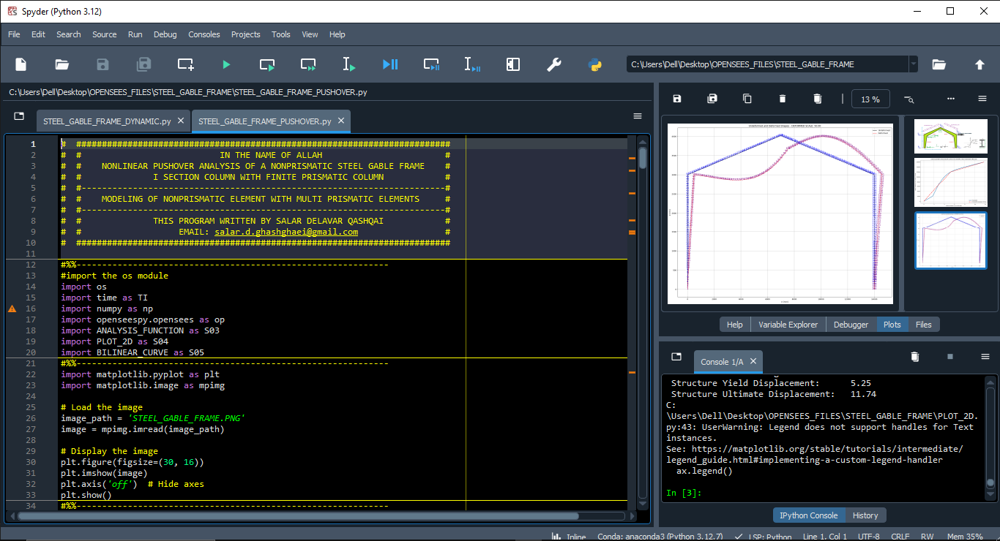 Spyder (Python 3.12)
File Edit Search Source Run Debug Consoles Projects Tools View Help
C:\Users\Dell\Desktop\OPENSEES_FILES\STEEL_GABLE_FRAME
C:\Users\Dell\Desktop\OPENSEES_FILES\STEEL_GABLE_FRAME\STEEL_GABLE_FRAME_PUSHOVER.py
STEEL_GABLE_FRAME_DYNAMIC.py STEEL_GABLE_FRAME_PUSHOVER.py
1 # #########################################################################
2 # # IN THE NAME OF ALLAH #
3 # # NONLINEAR PUSHOVER ANALYSIS OF A NONPRISMATIC STEEL GABLE FRAME #
4 # # I SECTION COLUMN WITH FINITE PRISMATIC COLUMN #
5 # #-----------------------------------------------------------------------#
6 # # MODELING OF NONPRISMATIC ELEMENT WITH MULTI PRISMATIC ELEMENTS #
7 # #-----------------------------------------------------------------------#
8 # # THIS PROGRAM WRITTEN BY SALAR DELAVAR QASHQAI #
9 # # EMAIL: salar.d.ghashghaei@gmail.com #
10 # #########################################################################
11
12 #%%-------------------------------------------------------------
13 #import the os module
14 import os
15 import time as TI
16 import numpy as np
17 import openseespy.opensees as op
18 import ANALYSIS_FUNCTION as S03
19 import PLOT_2D as S04
20 import BILINEAR_CURVE as S05
21 #%%-------------------------------------------------------------
22 import matplotlib.pyplot as plt
23 import matplotlib.image as mpimg
24
25 # Load the image
26 image_path = 'STEEL_GABLE_FRAME.PNG'
27 image = mpimg.imread(image_path)
28
29 # Display the image
30 plt.figure(figsize=(30, 16))
31 plt.imshow(image)
32 plt.axis('off') # Hide axes
33 plt.show()
34 #%%-------------------------------------------------------------
13 %
Undeformed and Deformed Shapes - DEFORMED SCALE: 50.00
Help Variable Explorer Debugger Plots Files
Console 1/A
Structure Yield Displacement: 5.25
Structure Ultimate Displacement: 11.74
C:
\Users\Dell\Desktop\OPENSEES_FILES\STEEL_GABLE_FRAME\PLOT_2D.
py:43: UserWarning: Legend does not support handles for Text
instances.
See: https://matplotlib.org/stable/tutorials/intermediate/
legend_guide.html#implementing-a-custom-legend-handler
ax.legend()
In [3]:
IPython Console History
Inline Conda: anaconda3 (Python 3.12.7) LSP: Python Line 1, Col 1 UTF-8 CRLF RW Mem 35%